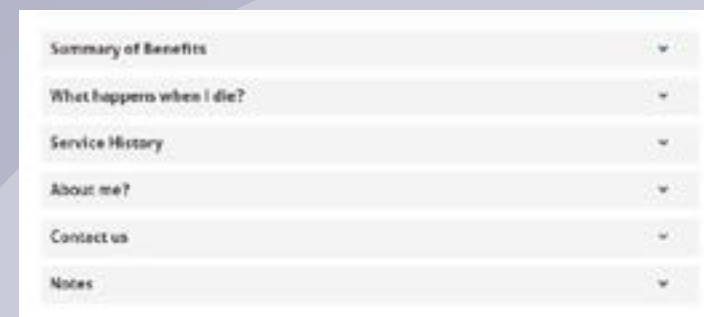 Summary of Benefits
What happens when I die?
Service History
About me?
Contact us
Notes